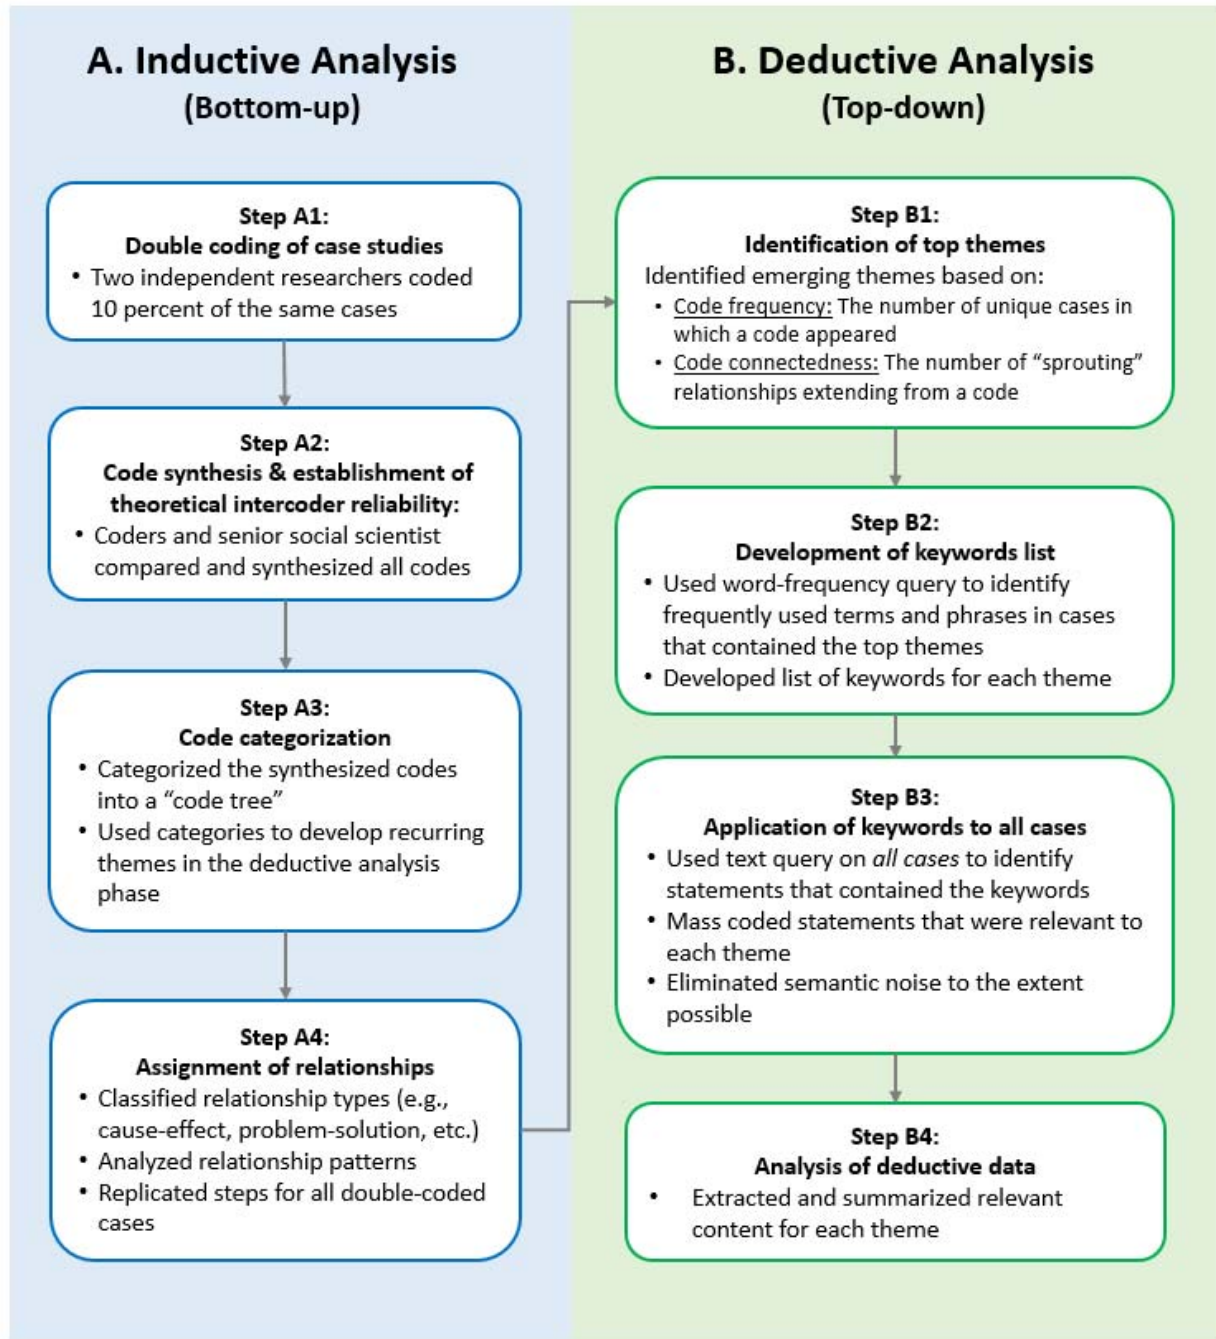 A. Inductive Analysis
(Bottom-up)
Step A1:
Double coding of case studies
• Two independent researchers coded
10 percent of the same cases
Step A2:
Code synthesis & establishment of
theoretical intercoder reliability:
• Coders and senior social scientist
compared and synthesized all codes
Step A3:
Code categorization
• Categorized the synthesized codes
into a “code tree”
• Used categories to develop recurring
themes in the deductive analysis
phase
Step A4:
Assignment of relationships
• Classified relationship types (e.g.,
cause-effect, problem-solution, etc.)
• Analyzed relationship patterns
• Replicated steps for all double-coded
cases
B. Deductive Analysis
(Top-down)
Step B1:
Identification of top themes
Identified emerging themes based on:
• Code frequency: The number of unique cases in
which a code appeared
• Code connectedness: The number of “sprouting”
relationships extending from a code
Step B2:
Development of keywords list
• Used word-frequency query to identify
frequently used terms and phrases in cases
that contained the top themes
• Developed list of keywords for each theme
Step B3:
Application of keywords to all cases
• Used text query on all cases to identify
statements that contained the keywords
• Mass coded statements that were relevant to
each theme
• Eliminated semantic noise to the extent
possible
Step B4:
Analysis of deductive data
• Extracted and summarized relevant
content for each theme